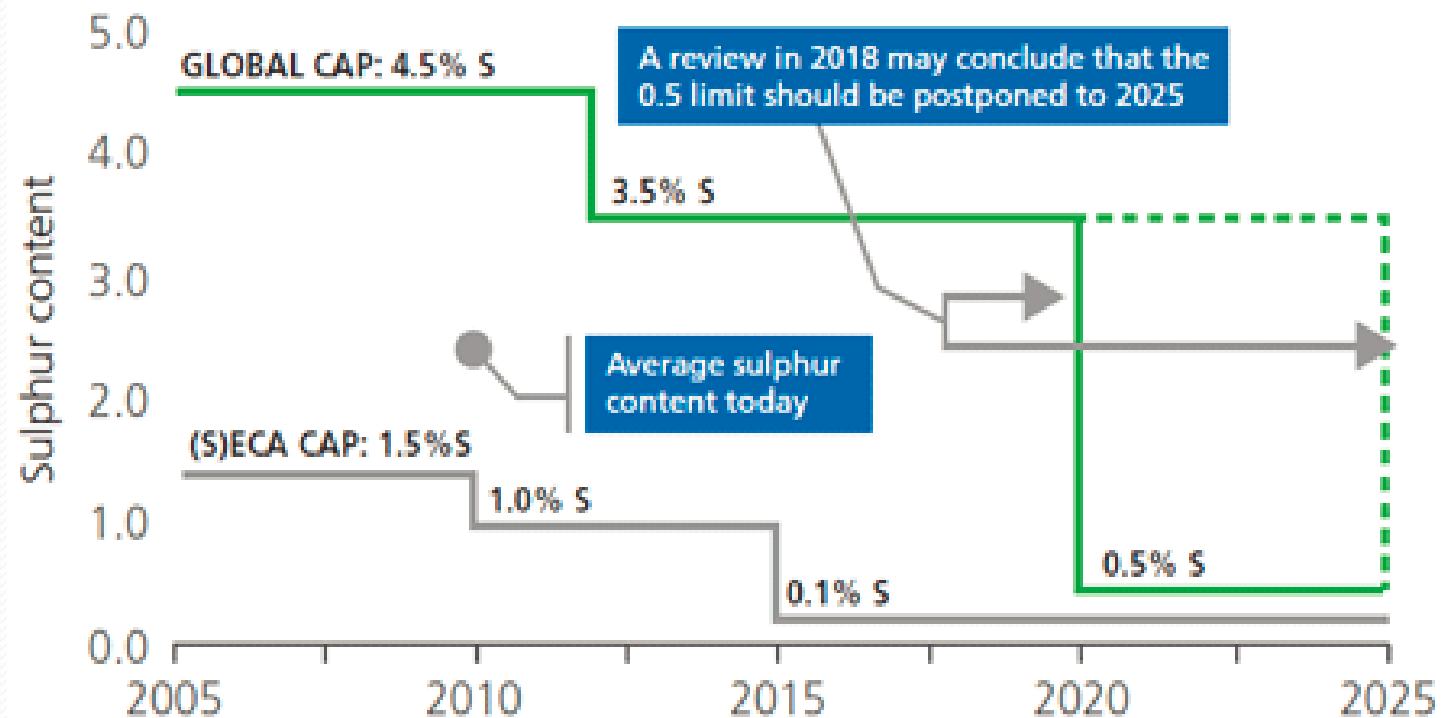 5.0
GLOBAL CAP: 4.5% S
A review in 2018 may conclude that the
0.5 limit should be postponed to 2025
4.0
3.5% S
Sulphur content
3.0
Average sulphur
content today
2.0
(S)ECA CAP: 1.5%S
1.0% S
1.0
0.5% S
0.1% S
0.0
2005 2010 2015 2020 2025